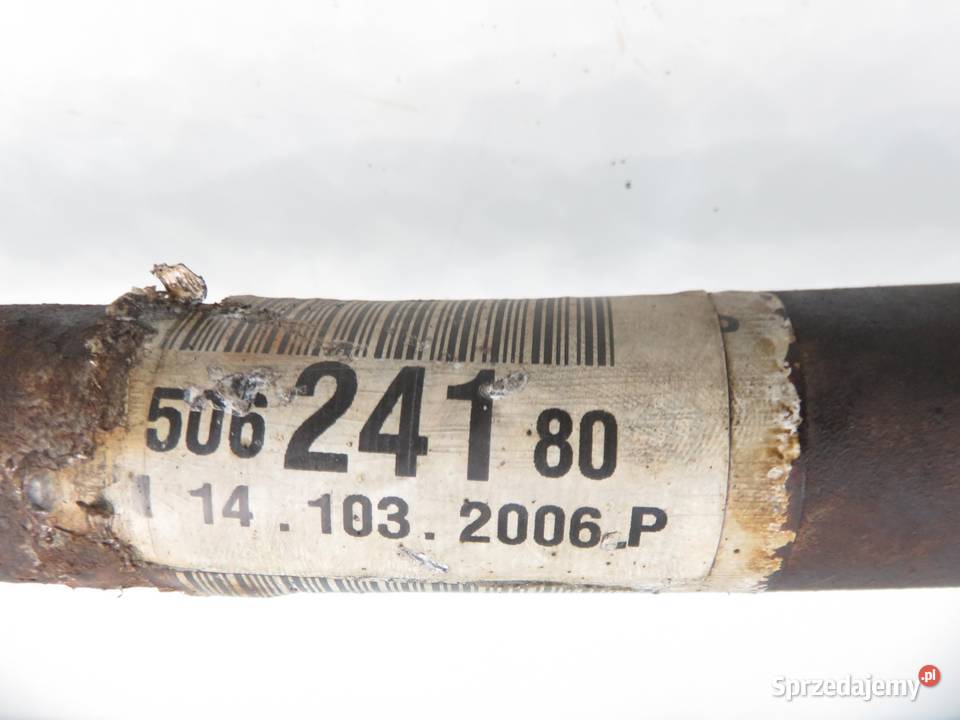 506 241 80
14 . 103 . 2006 . P
Sprzedajemy.pl